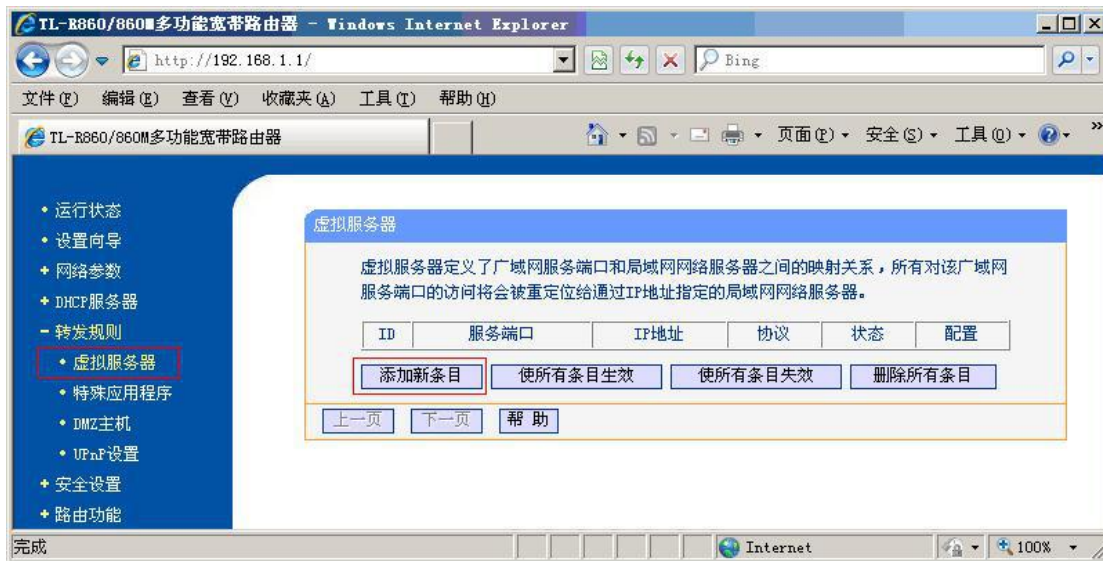 TL-R860/860M多功能宽带路由器 - Windows Internet Explorer
http://192.168.1.1/
Bing
文件(F) 编辑(E) 查看(V) 收藏夹(A) 工具(T) 帮助(H)
TL-R860/860M多功能宽带路由器
页面(P) 安全(S) 工具(O) »
运行状态
设置向导
+ 网络参数
+ DHCP服务器
- 转发规则
虚拟服务器
特殊应用程序
DMZ主机
UPnP设置
+ 安全设置
+ 路由功能
虚拟服务器
虚拟服务器定义了广域网服务端口和局域网网络服务器之间的映射关系，所有对该广域网
服务端口的访问将会被重定位给通过IP地址指定的局域网网络服务器。
ID 服务端口 IP地址 协议 状态 配置
添加新条目 使所有条目生效 使所有条目失效 删除所有条目
上一页 下一页 帮 助
完成 Internet 100%